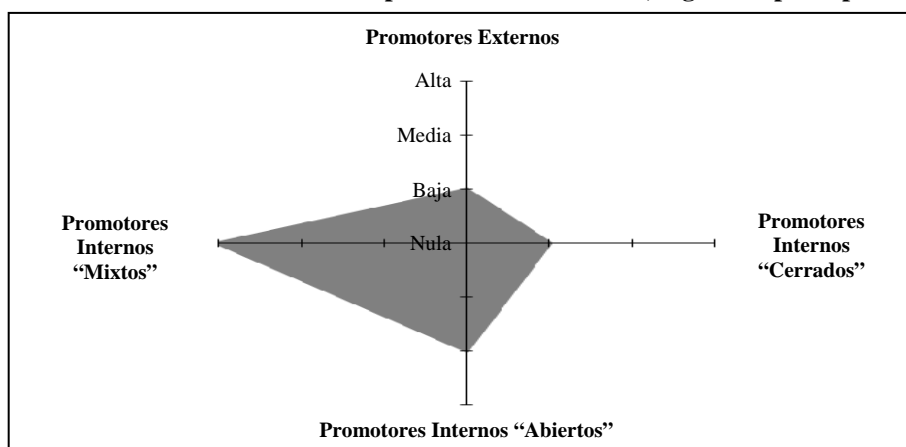 Promotores Externos
Alta
Media
Baja
Nula
Promotores
Internos
“Mixtos”
Promotores
Internos
“Cerrados”
Promotores Internos “Abiertos”